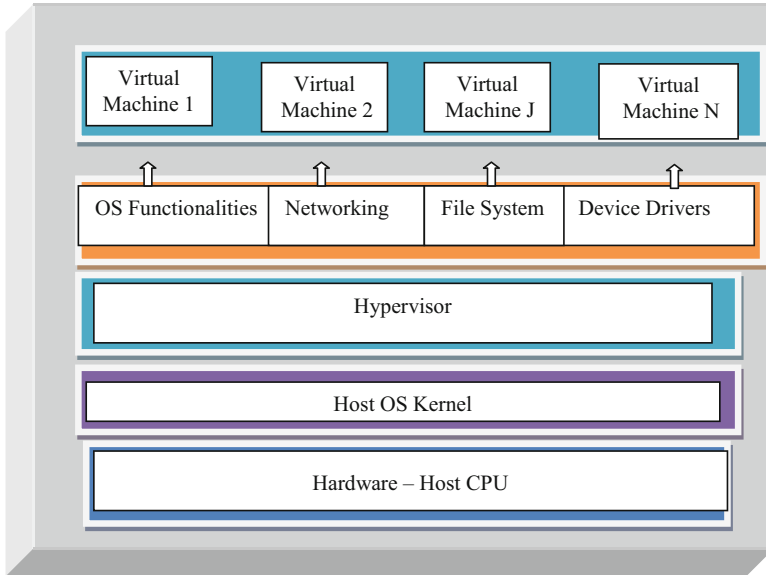 Virtual
Machine 1
Virtual
Machine 2
Virtual
Machine J
Virtual
Machine N
OS Functionalities
Networking
File System
Device Drivers
Hypervisor
Host OS Kernel
Hardware – Host CPU